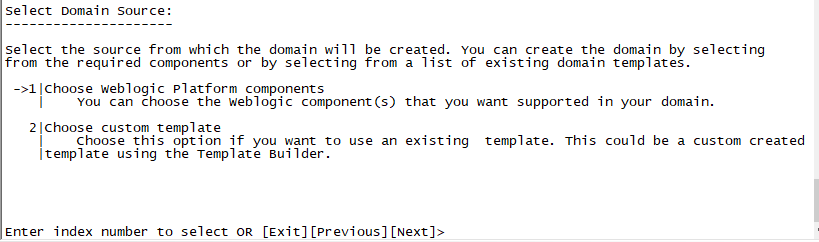 Select Domain Source:
---------------------
Select the source from which the domain will be created. You can create the domain by selecting
from the required components or by selecting from a list of existing domain templates.
->1|Choose Weblogic Platform components
|    You can choose the Weblogic component(s) that you want supported in your domain.
2|Choose custom template
|    Choose this option if you want to use an existing  template. This could be a custom created
|template using the Template Builder.
Enter index number to select OR [Exit][Previous][Next]>